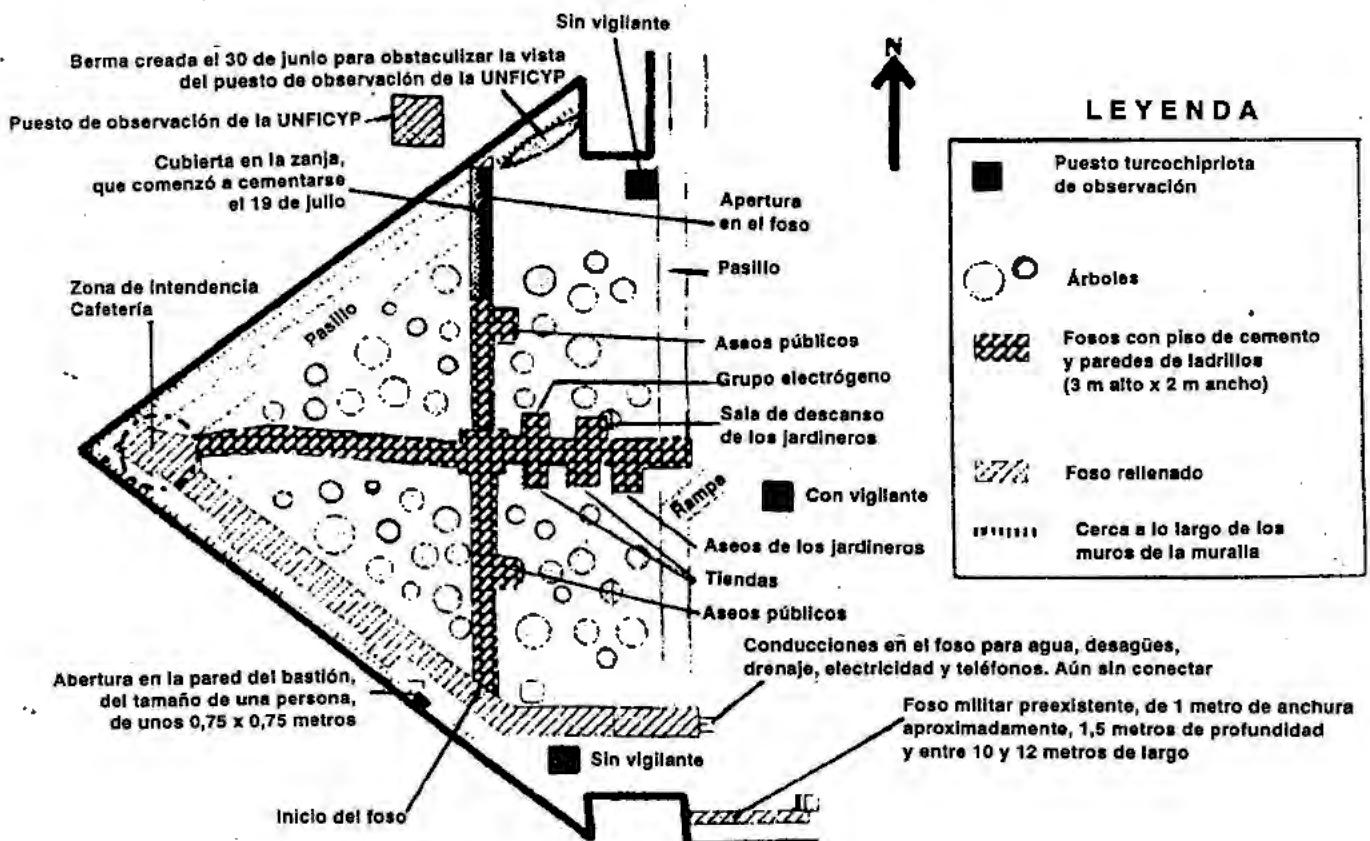 Sin vigilante
Berma creada el 30 de junio para obstaculizar la vista
del puesto de observación de la UNFICYP
N
Puesto de observación de la UNFICYP
Cubierta en la zanja,
que comenzó a cementarse
el 19 de julio
Apertura
en el foso
Pasillo
Zona de intendencia
Cafetería
Pasillo
Aseos públicos
Grupo electrógeno
Sala de descanso
de los jardineros
Rampa
Con vigilante
Aseos de los jardineros
Tiendas
Aseos públicos
Conducciones en el foso para agua, desagües,
drenaje, electricidad y teléfonos. Aún sin conectar
Abertura en la pared del bastión,
del tamaño de una persona,
de unos 0,75 x 0,75 metros
Foso militar preexistente, de 1 metro de anchura
aproximadamente, 1,5 metros de profundidad
y entre 10 y 12 metros de largo
Sin vigilante
Inicio del foso
LEYENDA
Puesto turcochipriota
de observación
Árboles
Fosos con piso de cemento
y paredes de ladrillos
(3 m alto x 2 m ancho)
Foso rellenado
Cerca a lo largo de los
muros de la muralla